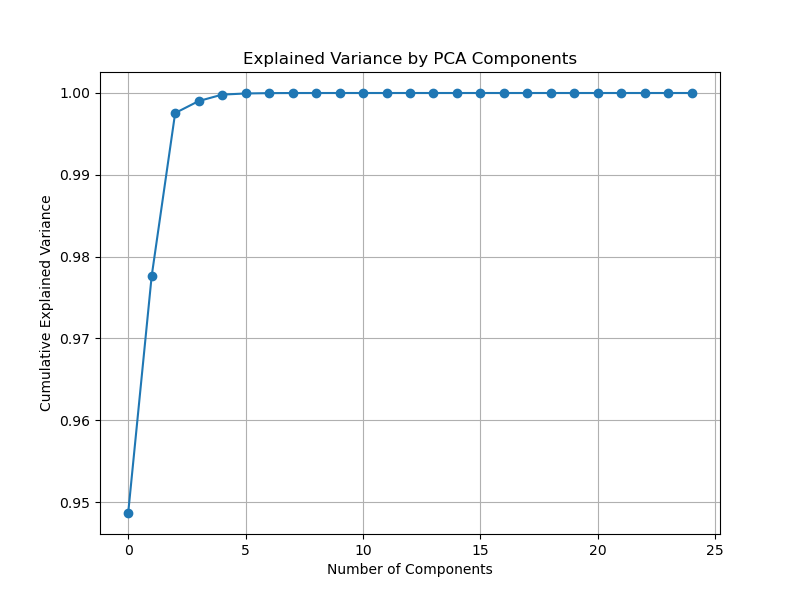 Explained Variance by PCA Components
1.00
0.99
0.98
0.97
0.96
0.95
Cumulative Explained Variance
0 5 10 15 20 25
Number of Components